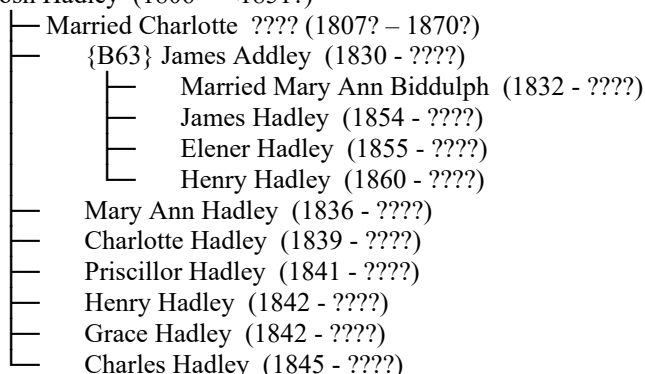 Hadley (1806
Married Charlotte ???? (1807? – 1870?)
{B63} James Addley (1830 - ????)
Married Mary Ann Biddulph (1832 - ????)
James Hadley (1854 - ????)
Elener Hadley (1855 - ????)
Henry Hadley (1860 - ????)
Mary Ann Hadley (1836 - ????)
Charlotte Hadley (1839 - ????)
Priscillor Hadley (1841 - ????)
Henry Hadley (1842 - ????)
Grace Hadley (1842 - ????)
Charles Hadley (1845 - ????)